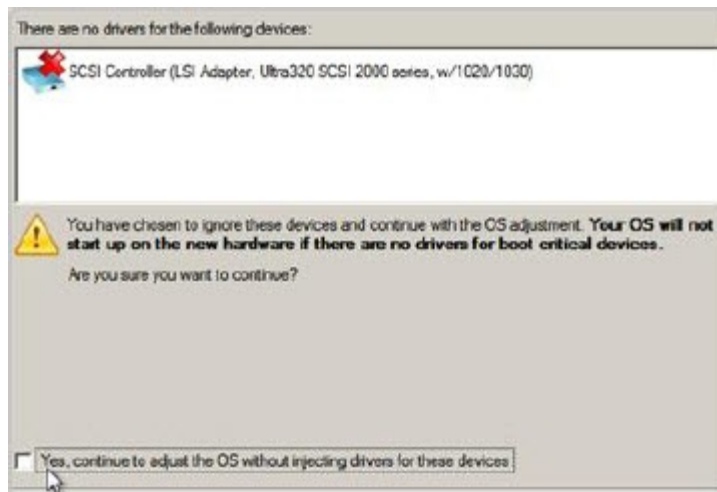 There are no drivers for the following devices:
SCSI Controller (LSI Adapter, Ultra320 SCSI 2000 series, w/1020/1030)
You have chosen to ignore these devices and continue with the OS adjustment. Your OS will not
start up on the new hardware if there are no drivers for boot critical devices.
Are you sure you want to continue?
Yes, continue to adjust the OS without injecting drivers for these devices